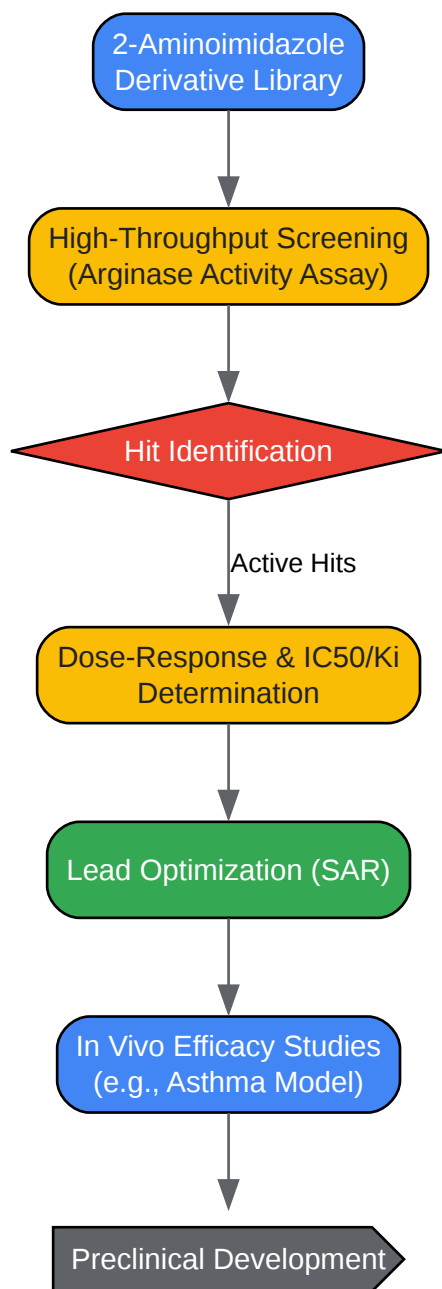 2-Aminoimidazole
Derivative Library
High-Throughput Screening
(Arginase Activity Assay)
Hit Identification
Active Hits
Dose-Response & IC50/Ki
Determination
Lead Optimization (SAR)
In Vivo Efficacy Studies
(e.g., Asthma Model)
Preclinical Development